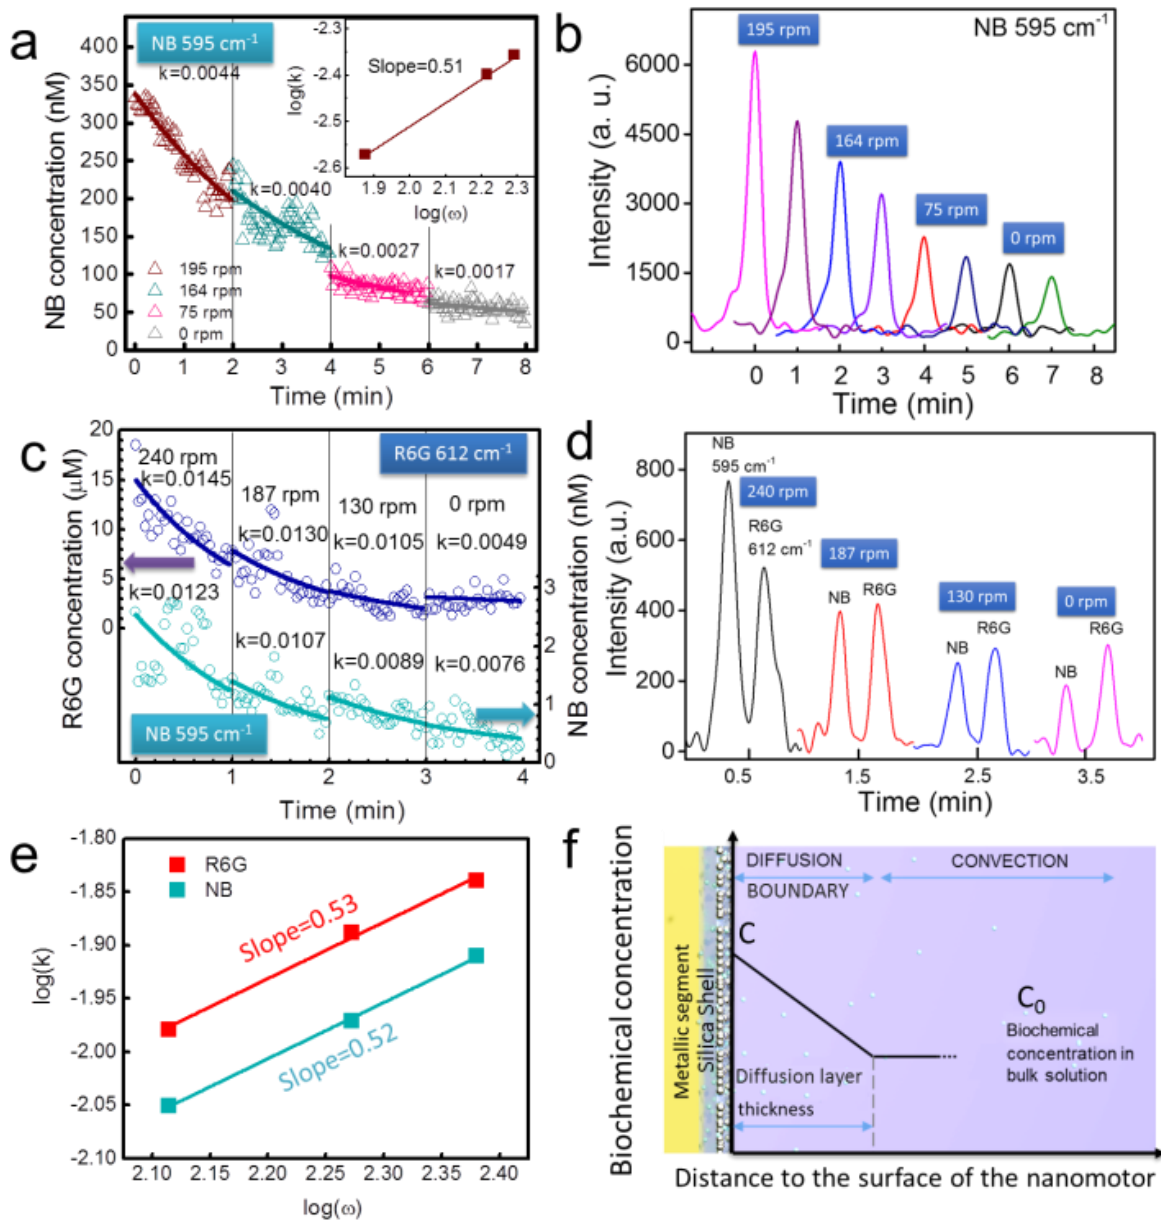 a
NB 595 cm⁻¹
k=0.0044
k=0.0040
k=0.0027
k=0.0017
195 rpm
164 rpm
75 rpm
0 rpm
NB concentration (nM)
400
350
300
250
200
150
100
50
0
0 1 2 3 4 5 6 7 8
Time (min)
Slope=0.51
log(k)
-2.3
-2.4
-2.5
-2.6
1.9 2.0 2.1 2.2 2.3
log(ω)
b
NB 595 cm⁻¹
195 rpm
164 rpm
75 rpm
0 rpm
Intensity (a. u.)
6000
4500
3000
1500
0
0 1 2 3 4 5 6 7 8
Time (min)
c
R6G 612 cm⁻¹
240 rpm
k=0.0145
187 rpm
k=0.0130
130 rpm
k=0.0105
0 rpm
k=0.0049
k=0.0123
k=0.0107
k=0.0089
k=0.0076
NB 595 cm⁻¹
R6G concentration (μM)
20
15
10
5
0
NB concentration (nM)
3
2
1
0
0 1 2 3 4
Time (min)
d
NB
595 cm⁻¹
240 rpm
R6G
612 cm⁻¹
187 rpm
NB R6G
130 rpm
NB R6G
0 rpm
R6G
NB
Intensity (a.u.)
800
600
400
200
0
0.5 1.5 2.5 3.5
Time (min)
e
R6G
NB
Slope=0.53
Slope=0.52
log(k)
-1.80
-1.85
-1.90
-1.95
-2.00
-2.05
-2.10
2.10 2.15 2.20 2.25 2.30 2.35 2.40
log(ω)
f
Biochemical concentration
Metallic segment
Silica Shell
DIFFUSION
BOUNDARY
CONVECTION
C
C₀
Biochemical
concentration in
bulk solution
Diffusion layer
thickness
Distance to the surface of the nanomotor